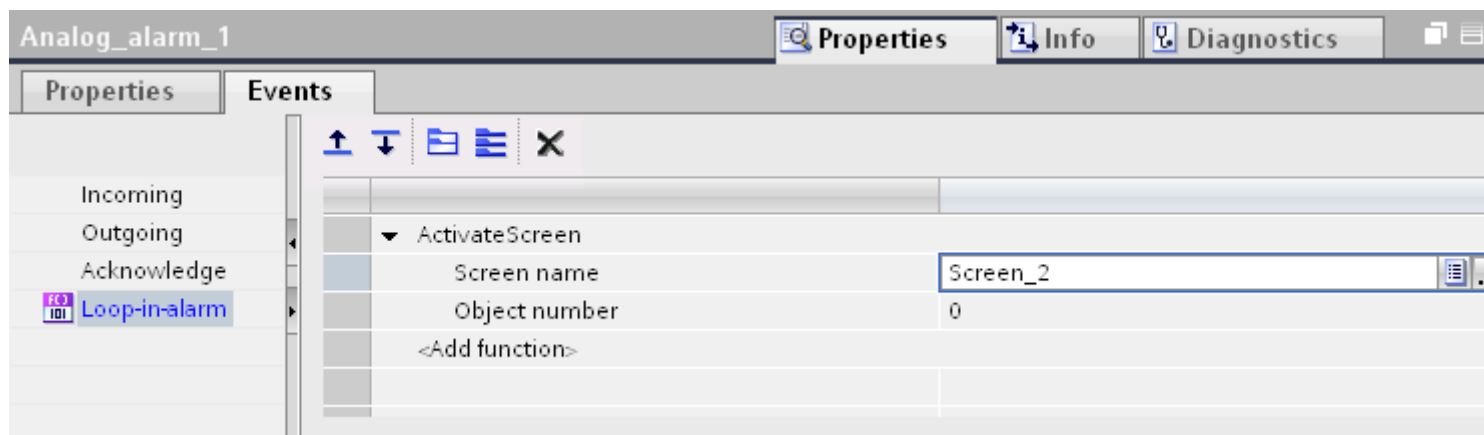 Analog_alarm_1 Properties Info Diagnostics
Properties Events
Incoming
Outgoing ActivateScreen
Acknowledge Screen name Screen_2
Loop-in-alarm Object number 0
<Add function>